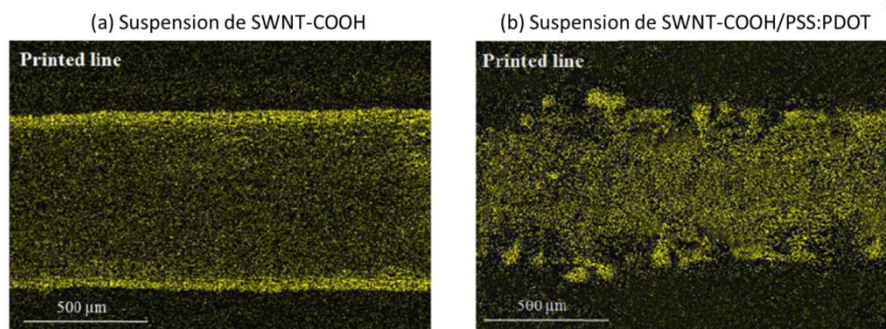 (a) Suspension de SWNT-COOH
(b) Suspension de SWNT-COOH/PSS:PDOT
Printed line
Printed line
500 µm
500 µm